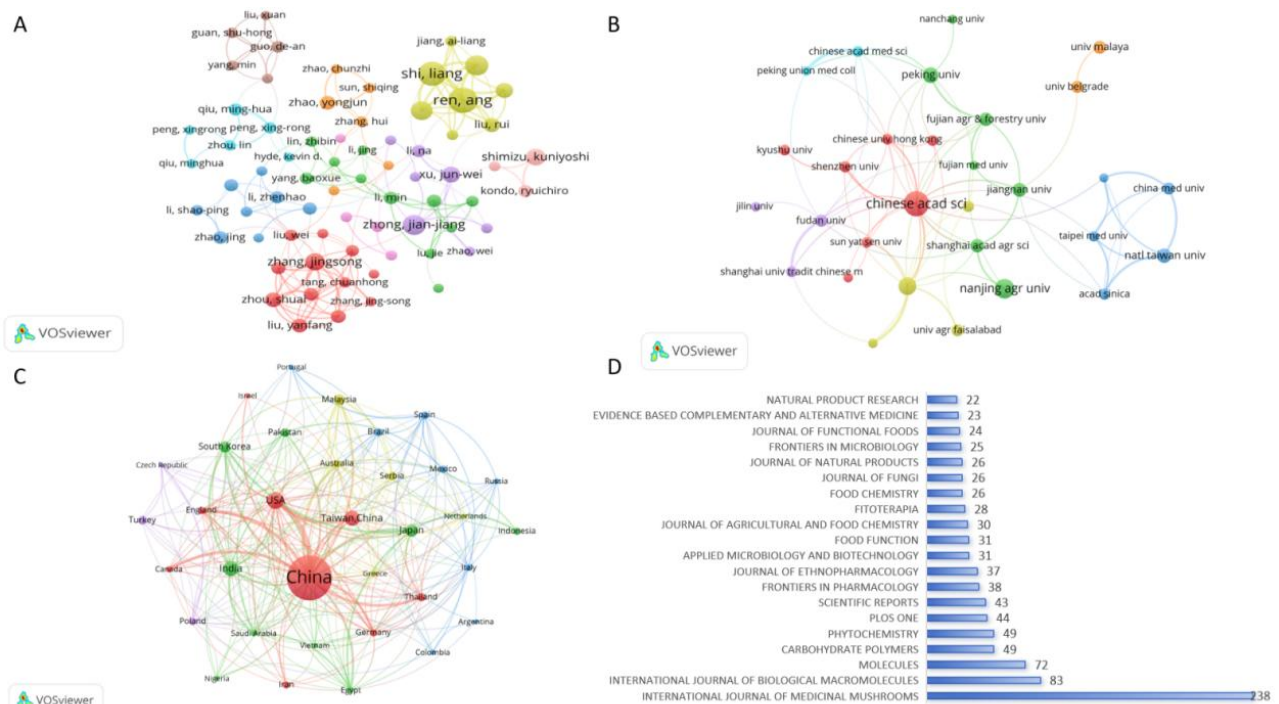 A
liu, xuan
guan, shu-hong
guo, de-an
yang, min
zhao, chunzhi
sun, shiqing
zhao, yongjun
zhang, hui
jiang, ai-liang
shi, liang
ren, ang
liu, rui
qiu, ming-hua
peng, xingrong
peng, xing-rong
zhou, lin
qiu, minghua
lin, zhibin
li, jing
hyde, kevin d.
yang, baoxue
li, na
xu, jun-wei
shimizu, kuniyoshi
kondo, ryuichiro
li, zhenhao
li, min
li, shao-ping
zhao, jing
liu, wei
zhong, jian-jiang
lu, jie
zhao, wei
zhang, jingsong
tang, chuanhong
zhou, shuai
zhang, jing-song
liu, yanfang
VOSviewer
B
nanchang univ
chinese acad med sci
peking union med coll
peking univ
univ malaya
univ belgrade
fujian agr & forestry univ
chinese univ hong kong
kyushu univ
shenzhen univ
fujian med univ
jiangnan univ
chinese acad sci
jilin univ
fudan univ
china med univ
sun yat sen univ
shanghai acad agr sci
taipei med univ
natl taiwan univ
shanghai univ tradit chinese m
nanjing agr univ
acad sinica
univ agr faisalabad
VOSviewer
C
Portugal
Israel
Malaysia
Spain
South Korea
Pakistan
Brazil
Czech Republic
Australia
Serbia
Mexico
Russia
USA
England
Taiwan,China
Netherlands
Turkey
Japan
Indonesia
Canada
India
China
Greece
Italy
Thailand
Poland
Saudi Arabia
Vietnam
Germany
Argentina
Colombia
Nigeria
Iran
Egypt
VOSviewer
D
NATURAL PRODUCT RESEARCH 22
EVIDENCE BASED COMPLEMENTARY AND ALTERNATIVE MEDICINE 23
JOURNAL OF FUNCTIONAL FOODS 24
FRONTIERS IN MICROBIOLOGY 25
JOURNAL OF NATURAL PRODUCTS 26
JOURNAL OF FUNGI 26
FOOD CHEMISTRY 26
FITOTERAPIA 28
JOURNAL OF AGRICULTURAL AND FOOD CHEMISTRY 30
FOOD FUNCTION 31
APPLIED MICROBIOLOGY AND BIOTECHNOLOGY 31
JOURNAL OF ETHNOPHARMACOLOGY 37
FRONTIERS IN PHARMACOLOGY 38
SCIENTIFIC REPORTS 43
PLOS ONE 44
PHYTOCHEMISTRY 49
CARBOHYDRATE POLYMERS 49
MOLECULES 72
INTERNATIONAL JOURNAL OF BIOLOGICAL MACROMOLECULES 83
INTERNATIONAL JOURNAL OF MEDICINAL MUSHROOMS 238